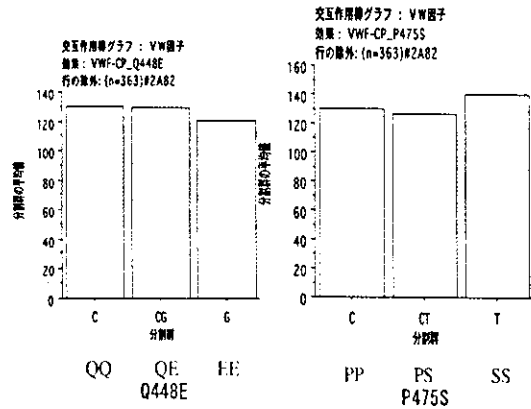 交互作用棒グラフ : VW因子
効果 : VWF-CP_Q448E
行の除外: (n=363)#2A82
分割群の平均値
140
120
100
80
60
40
20
0
C
CG
G
分割群
QQ
QE
EE
Q448E
交互作用棒グラフ : VW因子
効果 : VWF-CP_P475S
行の除外: (n=363)#2A82
分割群の平均値
160
140
120
100
80
60
40
20
0
C
CT
T
分割群
PP
PS
SS
P475S